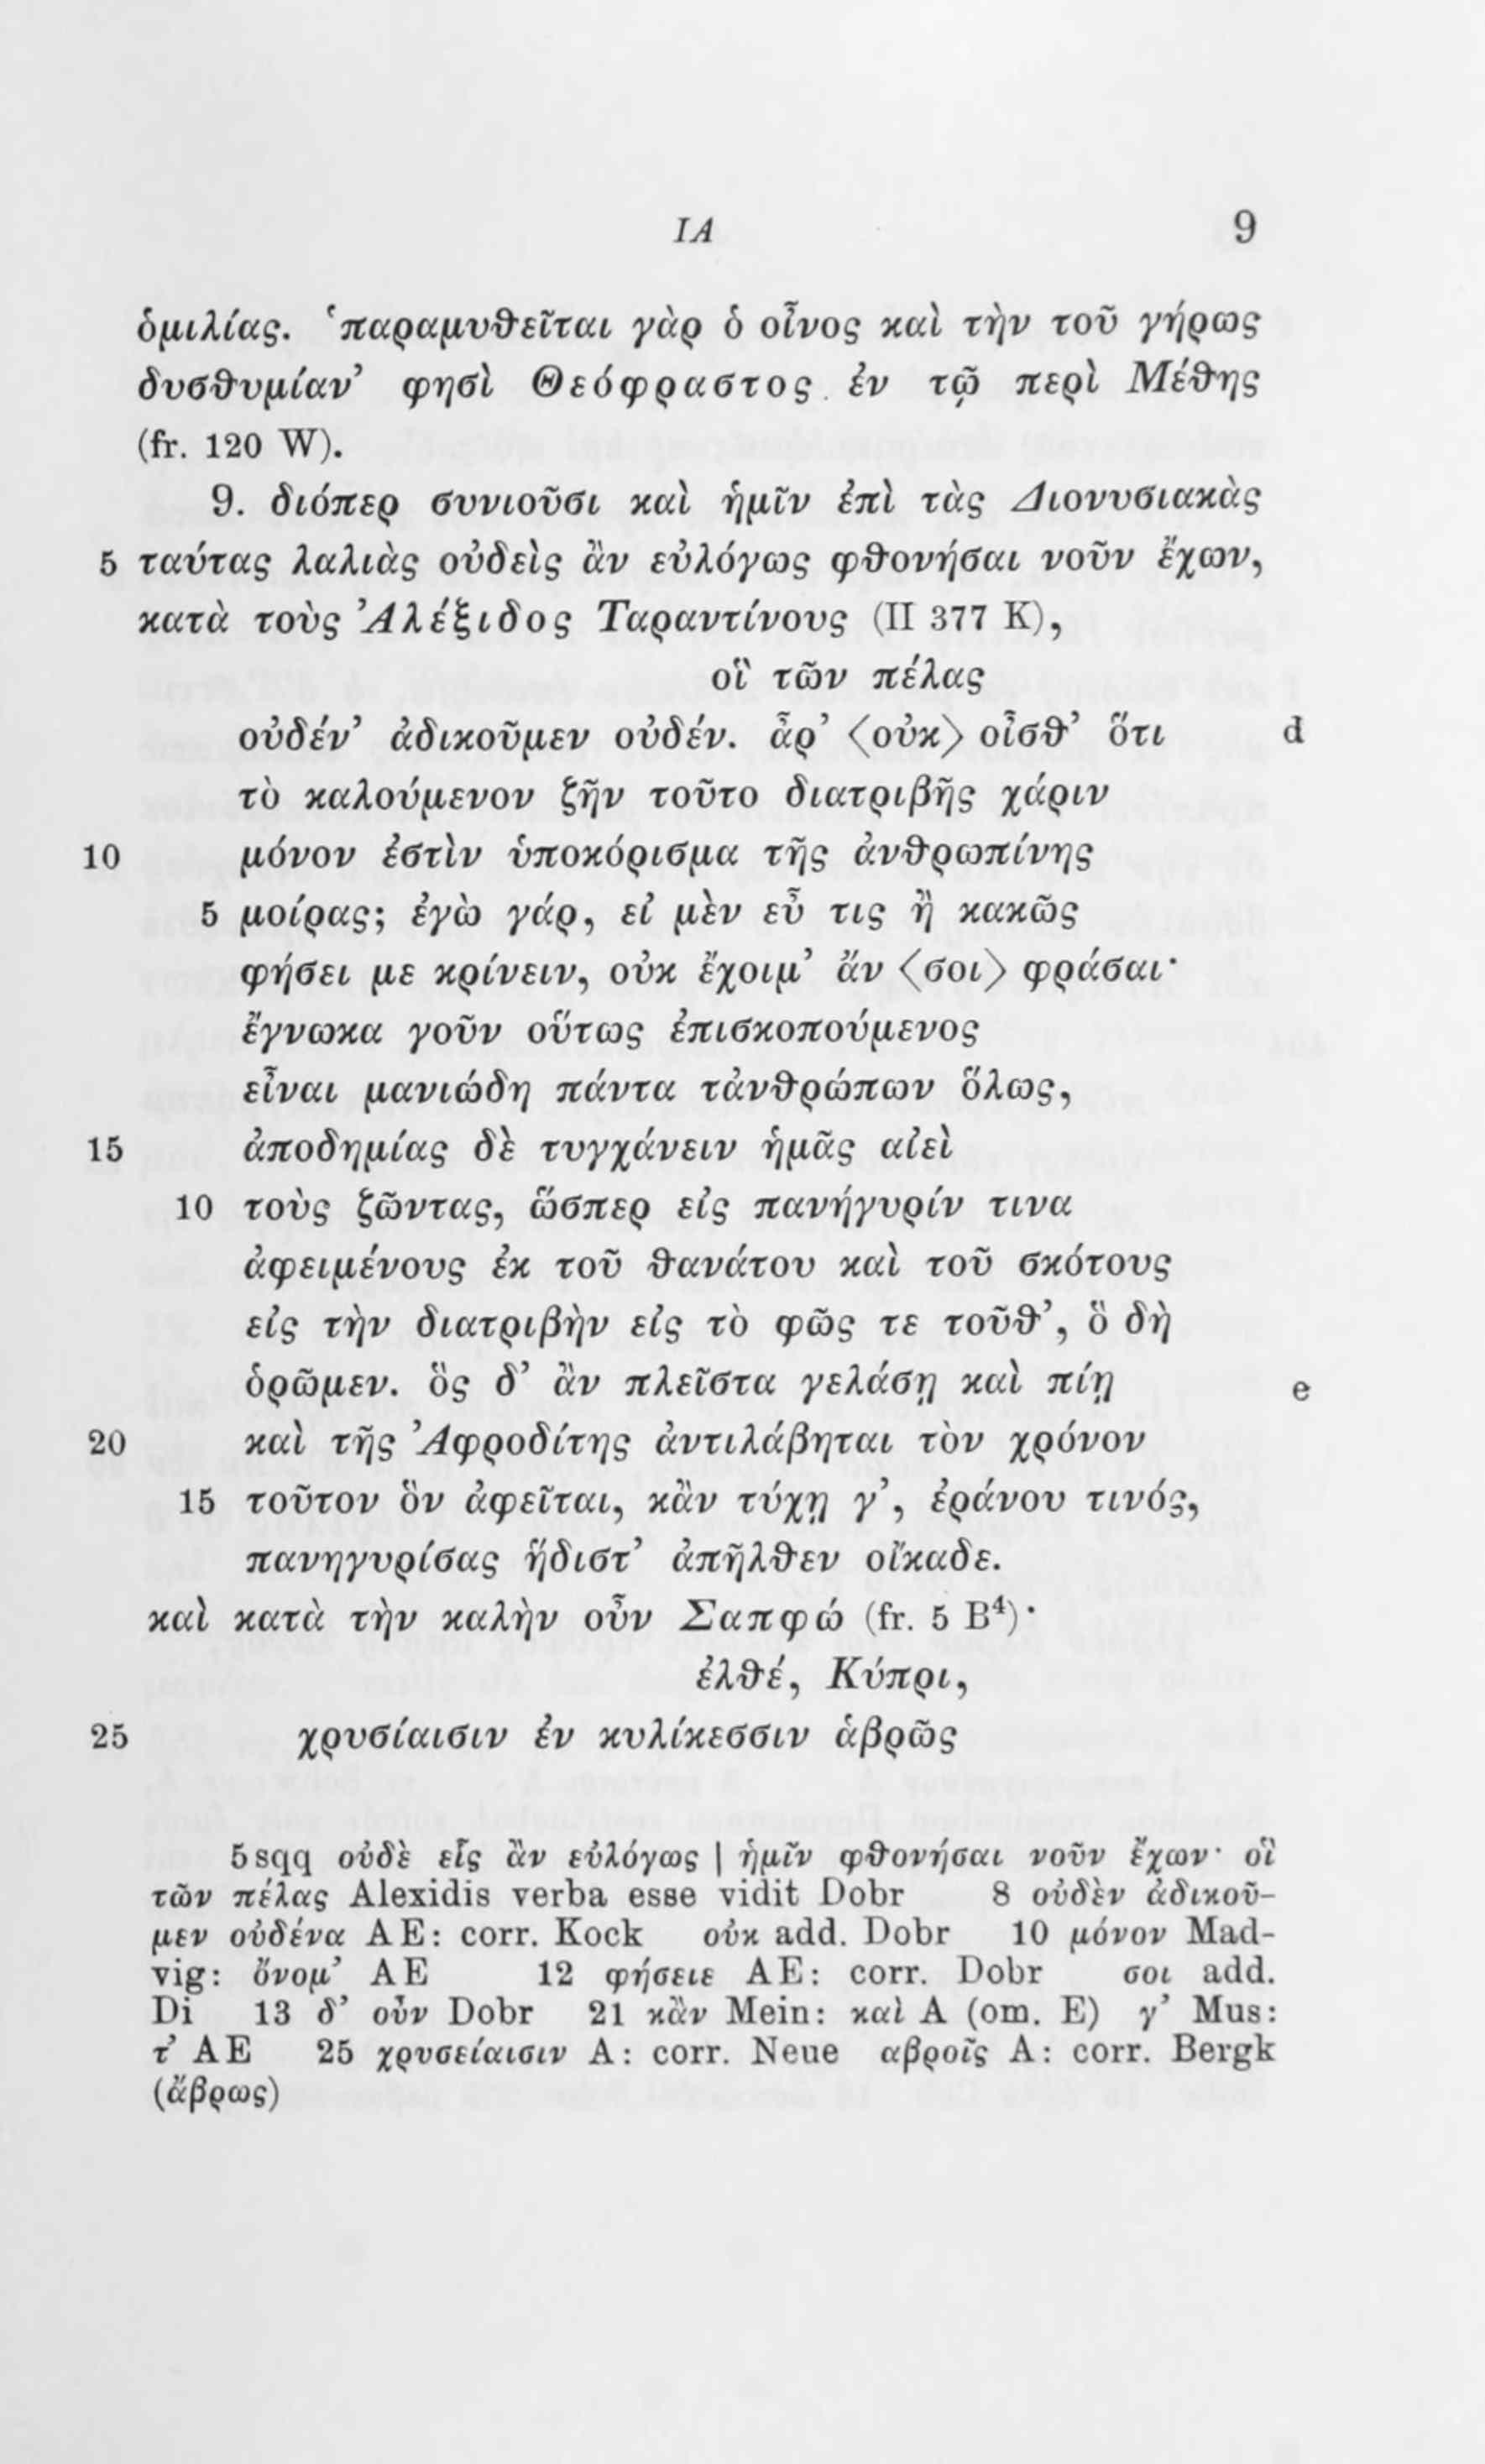 ΙΑ 9
ὁμιλίας. ʽπαραμυθεῖται γὰρ ὁ οἶνος καὶ τὴν τοῦ γήρως
δυσθυμίαν’ φησὶ Θεόφραστος ἐν τῷ περὶ Μέθης
(fr. 120 W).
9. διόπερ συνιοῦσι καὶ ἡμῖν ἐπὶ τὰς Διονυσιακὰς
5 ταύτας λαλιὰς οὐδεὶς ἂν εὐλόγως φθονήσαι νοῦν ἔχων,
κατὰ τοὺς Ἀλέξιδος Ταραντίνους (II 377 K),
οἳ τῶν πέλας
οὐδέν’ ἀδικοῦμεν οὐδέν. ἆρ’ 〈οὐκ〉 οἶσθ’ ὅτι d
τὸ καλούμενον ζῆν τοῦτο διατριβῆς χάριν
10 μόνον ἐστὶν ὑποκόρισμα τῆς ἀνθρωπίνης
5 μοίρας; ἐγὼ γάρ, εἰ μὲν εὖ τις ἢ κακῶς
φήσει με κρίνειν, οὐκ ἔχοιμ’ ἄν 〈σοι〉 φράσαι·
ἔγνωκα γοῦν οὕτως ἐπισκοπούμενος
εἶναι μανιώδη πάντα τἀνθρώπων ὅλως,
15 ἀποδημίας δὲ τυγχάνειν ἡμᾶς αἰεὶ
10 τοὺς ζῶντας, ὥσπερ εἰς πανήγυρίν τινα
ἀφειμένους ἐκ τοῦ θανάτου καὶ τοῦ σκότους
εἰς τὴν διατριβὴν εἰς τὸ φῶς τε τοῦθ’, ὃ δὴ
ὁρῶμεν. ὃς δ’ ἂν πλεῖστα γελάσῃ καὶ πίῃ e
20 καὶ τῆς Ἀφροδίτης ἀντιλάβηται τὸν χρόνον
15 τοῦτον ὃν ἀφεῖται, κἂν τύχῃ γ’, ἐράνου τινός,
πανηγυρίσας ἥδιστ’ ἀπῆλθεν οἴκαδε.
καὶ κατὰ τὴν καλὴν οὖν Σαπφώ (fr. 5 B⁴)·
ἐλθέ, Κύπρι,
25 χρυσίαισιν ἐν κυλίκεσσιν ἁβρῶς
5 sqq οὐδὲ εἷς ἂν εὐλόγως | ἡμῖν φθονήσαι νοῦν ἔχων· οἳ
τῶν πέλας Alexidis verba esse vidit Dobr 8 οὐδὲν ἀδικοῦ-
μεν οὐδένα AE: corr. Kock οὐκ add. Dobr 10 μόνον Mad-
vig: ὄνομ’ AE 12 φήσειε AE: corr. Dobr σοι add.
Di 13 δ’ οὖν Dobr 21 κἂν Mein: καὶ A (om. E) γ’ Mus:
τ’ AE 25 χρυσείαισιν A: corr. Neue αβροῖς A: corr. Bergk
(ἄβρως)